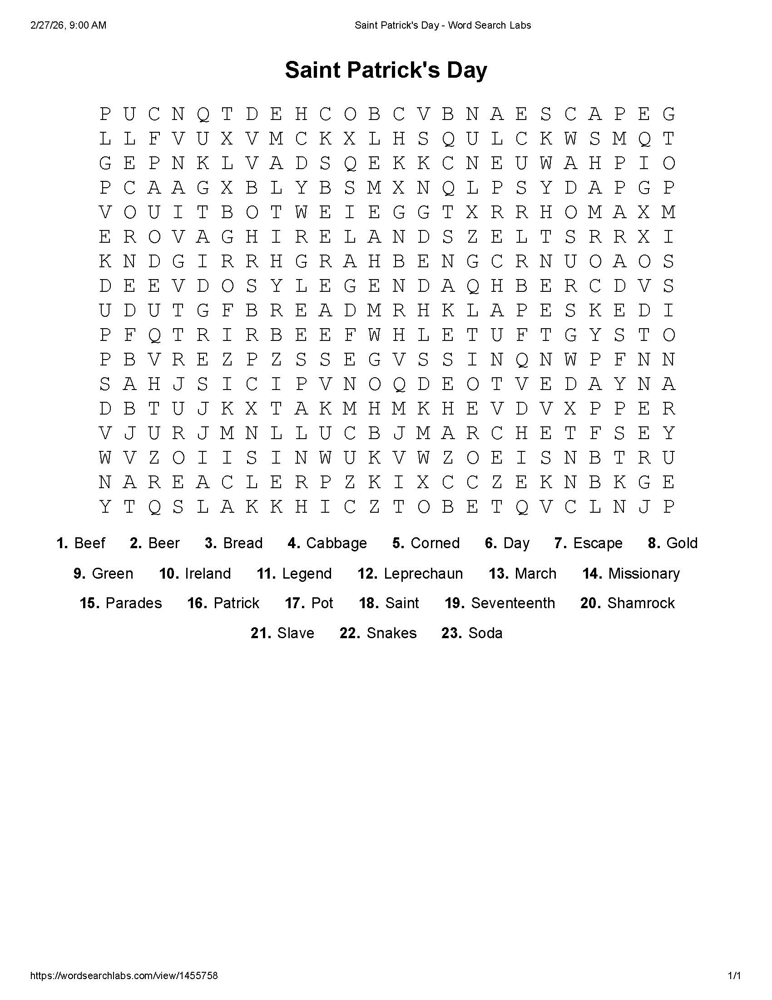 2/27/26, 9:00 AM Saint Patrick's Day - Word Search Labs
Saint Patrick's Day
P U C N Q T D E H C O B C V B N A E S C A P E G
L L F V U X V M C K X L H S Q U L C K W S M Q T
G E P N K L V A D S Q E K K C N E U W A H P I O
P C A A G X B L Y B S M X N Q L P S Y D A P G P
V O U I T B O T W E I E G G T X R R H O M A X M
E R O V A G H I R E L A N D S Z E L T S R R X I
K N D G I R R H G R A H B E N G C R N U O A O S
D E E V D O S Y L E G E N D A Q H B E R C D V S
U D U T G F B R E A D M R H K L A P E S K E D I
P F Q T R I R B E E F W H L E T U F T G Y S T O
P B V R E Z P Z S S E G V S S I N Q N W P F N N
S A H J S I C I P V N O Q D E O T V E D A Y N A
D B T U J K X T A K M H M K H E V D V X P P E R
V J U R J M N L L U C B J M A R C H E T F S E Y
W V Z O I I S I N W U K V W Z O E I S N B T R U
N A R E A C L E R P Z K I X C C Z E K N B K G E
Y T Q S L A K K H I C Z T O B E T Q V C L N J P
1. Beef 2. Beer 3. Bread 4. Cabbage 5. Corned 6. Day 7. Escape 8. Gold
9. Green 10. Ireland 11. Legend 12. Leprechaun 13. March 14. Missionary
15. Parades 16. Patrick 17. Pot 18. Saint 19. Seventeenth 20. Shamrock
21. Slave 22. Snakes 23. Soda
https://wordsearchlabs.com/view/1455758 1/1